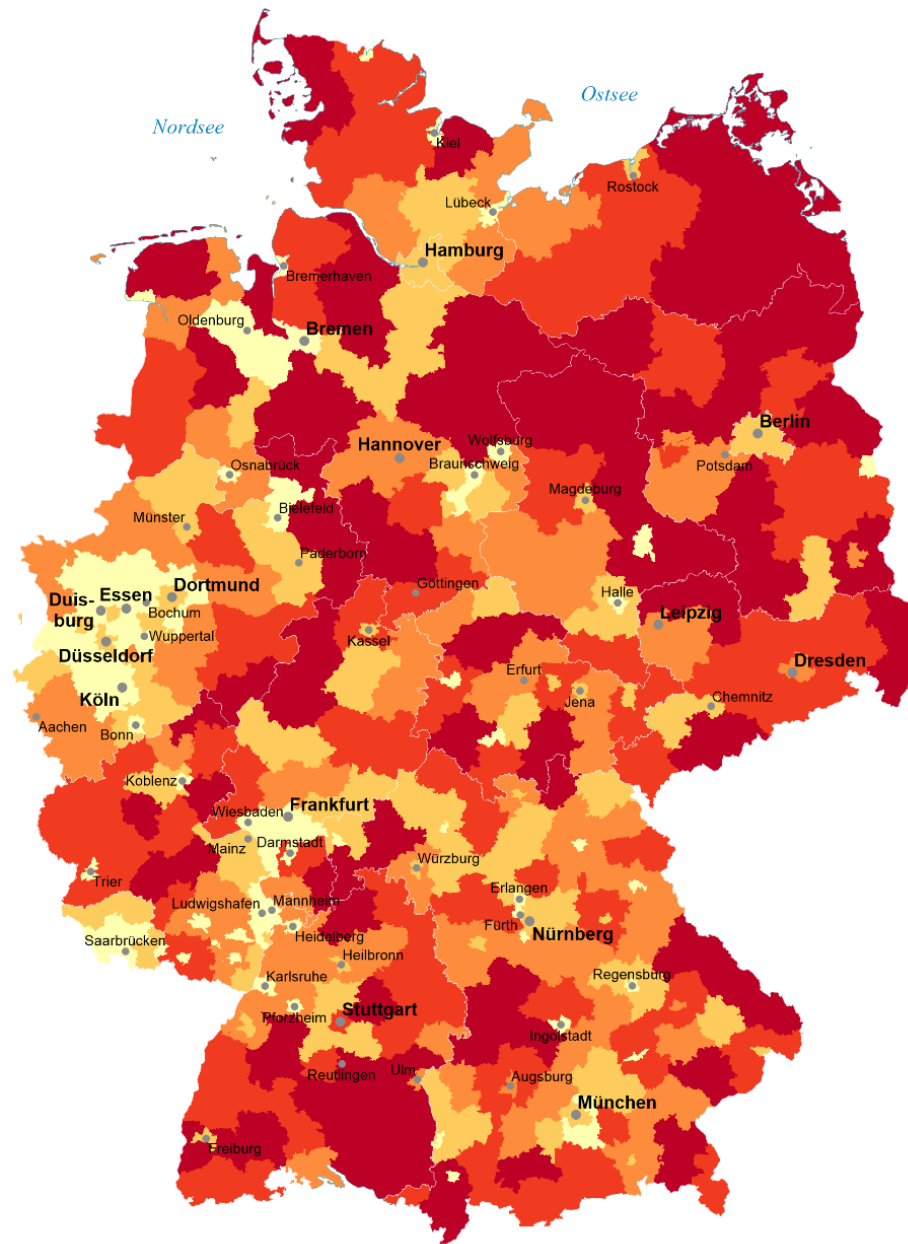 Ostsee
Nordsee
Kiel
Rostock
Lübeck
Hamburg
Bremerhaven
Oldenburg
Bremen
Berlin
Hannover
Wolfsburg
Potsdam
Osnabrück
Braunschweig
Magdeburg
Bielefeld
Münster
Paderborn
Göttingen
Halle
Essen
Dortmund
Duis-
burg
Bochum
Leipzig
Wuppertal
Kassel
Düsseldorf
Erfurt
Dresden
Köln
Jena
Chemnitz
Aachen
Bonn
Koblenz
Wiesbaden
Frankfurt
Mainz
Darmstadt
Würzburg
Trier
Erlangen
Ludwigshafen
Mannheim
Fürth
Nürnberg
Heidelberg
Saarbrücken
Heilbronn
Karlsruhe
Regensburg
Pforzheim
Stuttgart
Ingolstadt
Reutlingen
Ulm
Augsburg
München
Freiburg